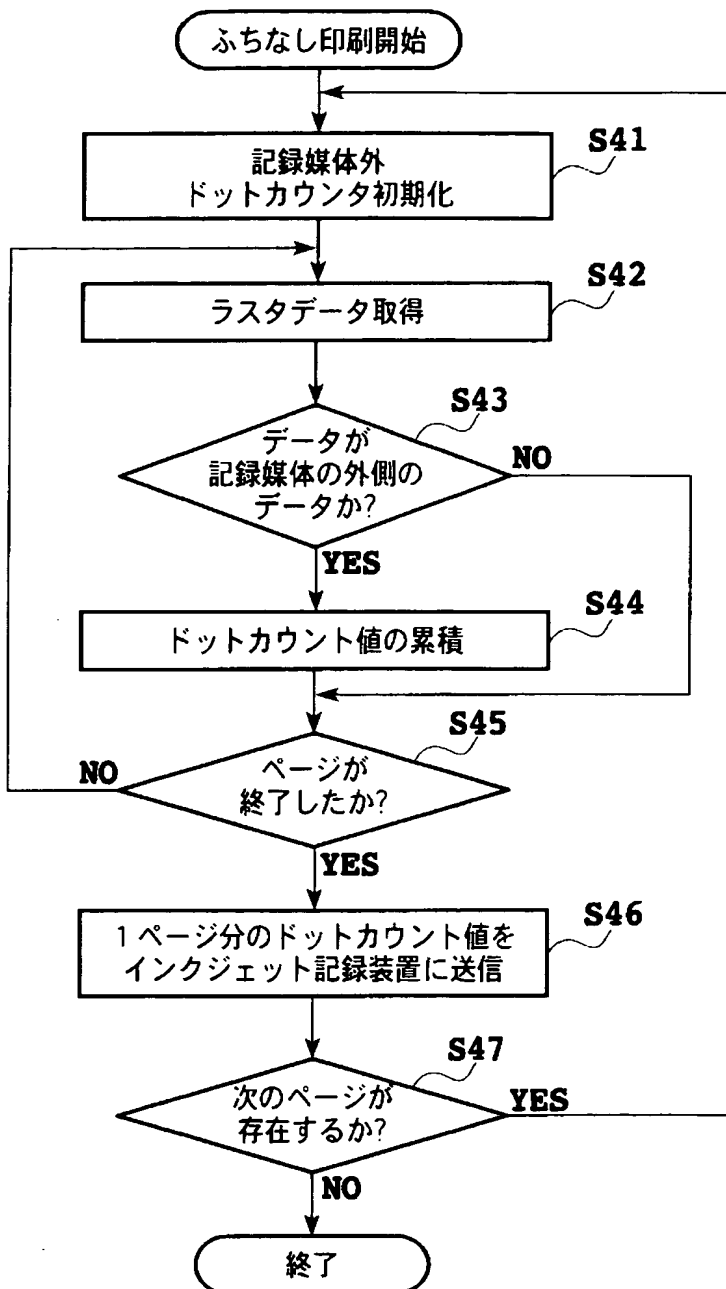 ふちなし印刷開始
S41
記録媒体外
ドットカウンタ初期化
S42
ラスタデータ取得
S43
データが
記録媒体の外側の
データか?
NO
YES
S44
ドットカウント値の累積
S45
ページが
終了したか?
NO
YES
S46
1ページ分のドットカウント値を
インクジェット記録装置に送信
S47
次のページが
存在するか?
YES
NO
終了